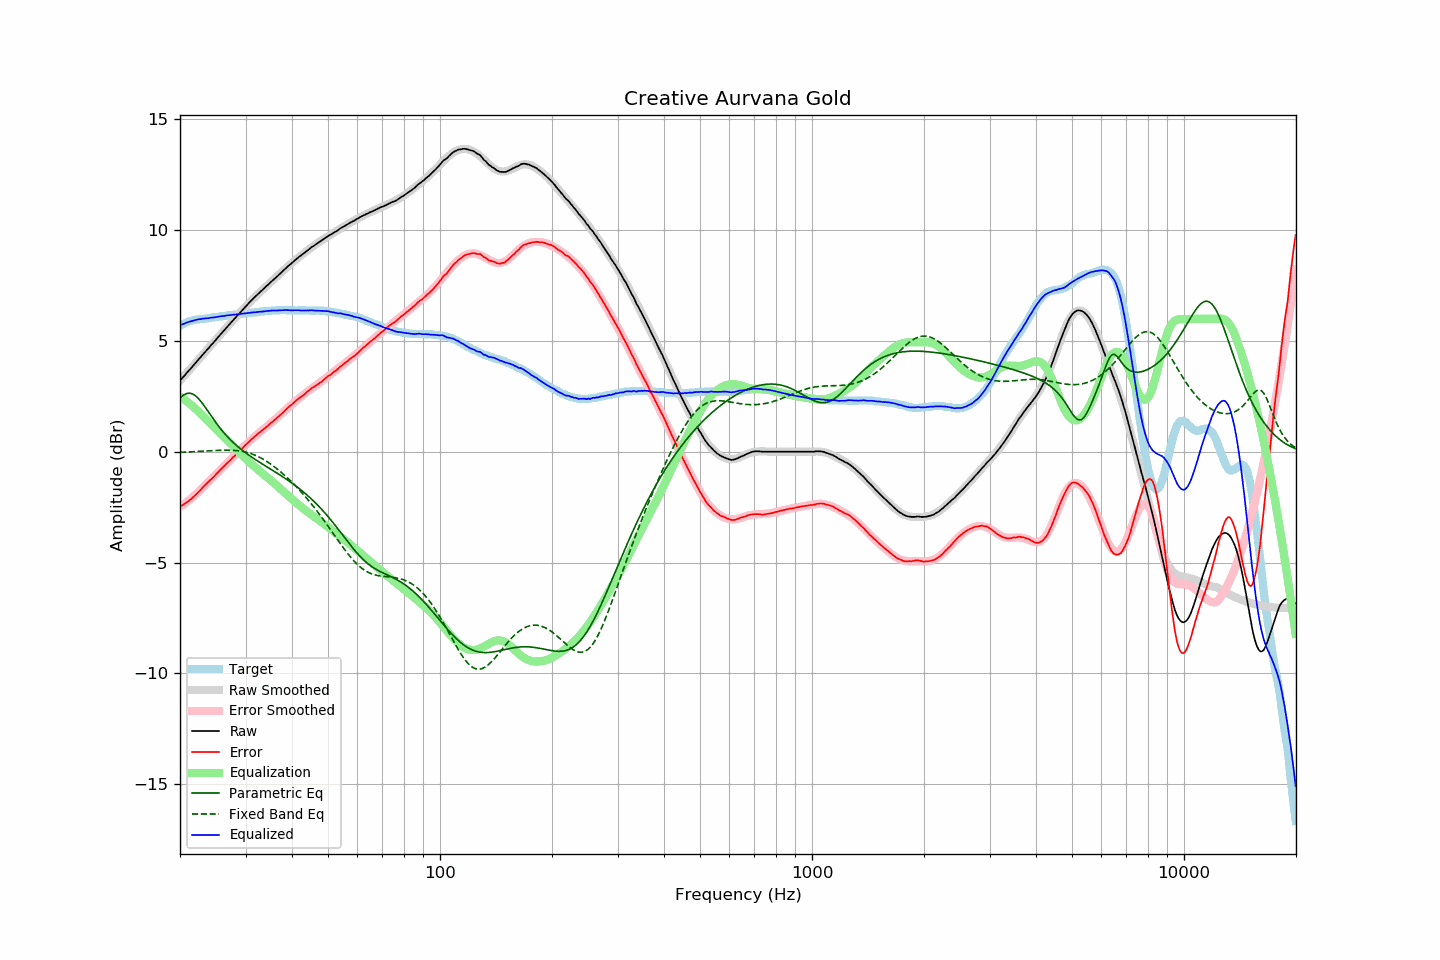 Creative Aurvana Gold
15
10
5
0
−5
−10
−15
Amplitude (dBr)
Target
Raw Smoothed
Error Smoothed
Raw
Error
Equalization
Parametric Eq
Fixed Band Eq
Equalized
100
1000
10000
Frequency (Hz)